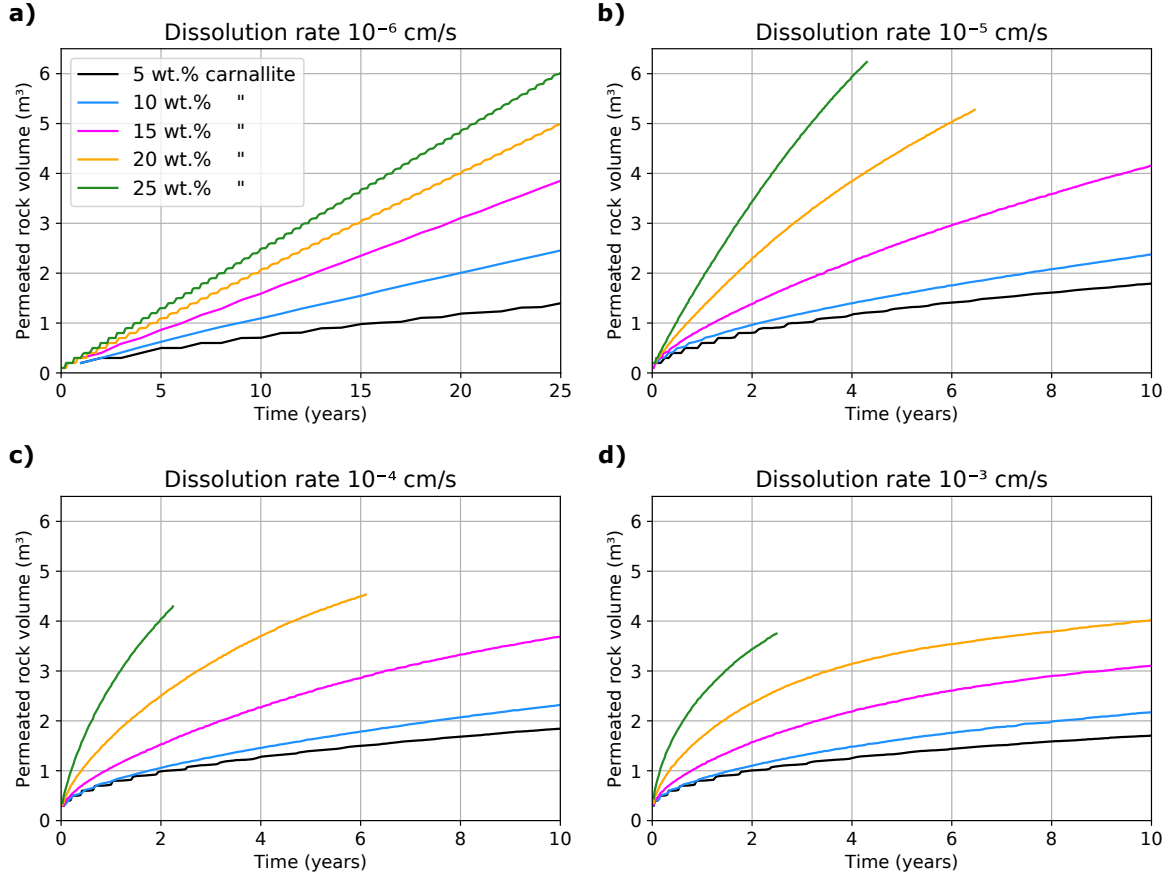 a)
Dissolution rate 10⁻⁶ cm/s
Permeated rock volume (m³)
6
5
4
3
2
1
0
5 wt.% carnallite
10 wt.% "
15 wt.% "
20 wt.% "
25 wt.% "
0 5 10 15 20 25
Time (years)
b)
Dissolution rate 10⁻⁵ cm/s
Permeated rock volume (m³)
6
5
4
3
2
1
0
0 2 4 6 8 10
Time (years)
c)
Dissolution rate 10⁻⁴ cm/s
Permeated rock volume (m³)
6
5
4
3
2
1
0
0 2 4 6 8 10
Time (years)
d)
Dissolution rate 10⁻³ cm/s
Permeated rock volume (m³)
6
5
4
3
2
1
0
0 2 4 6 8 10
Time (years)